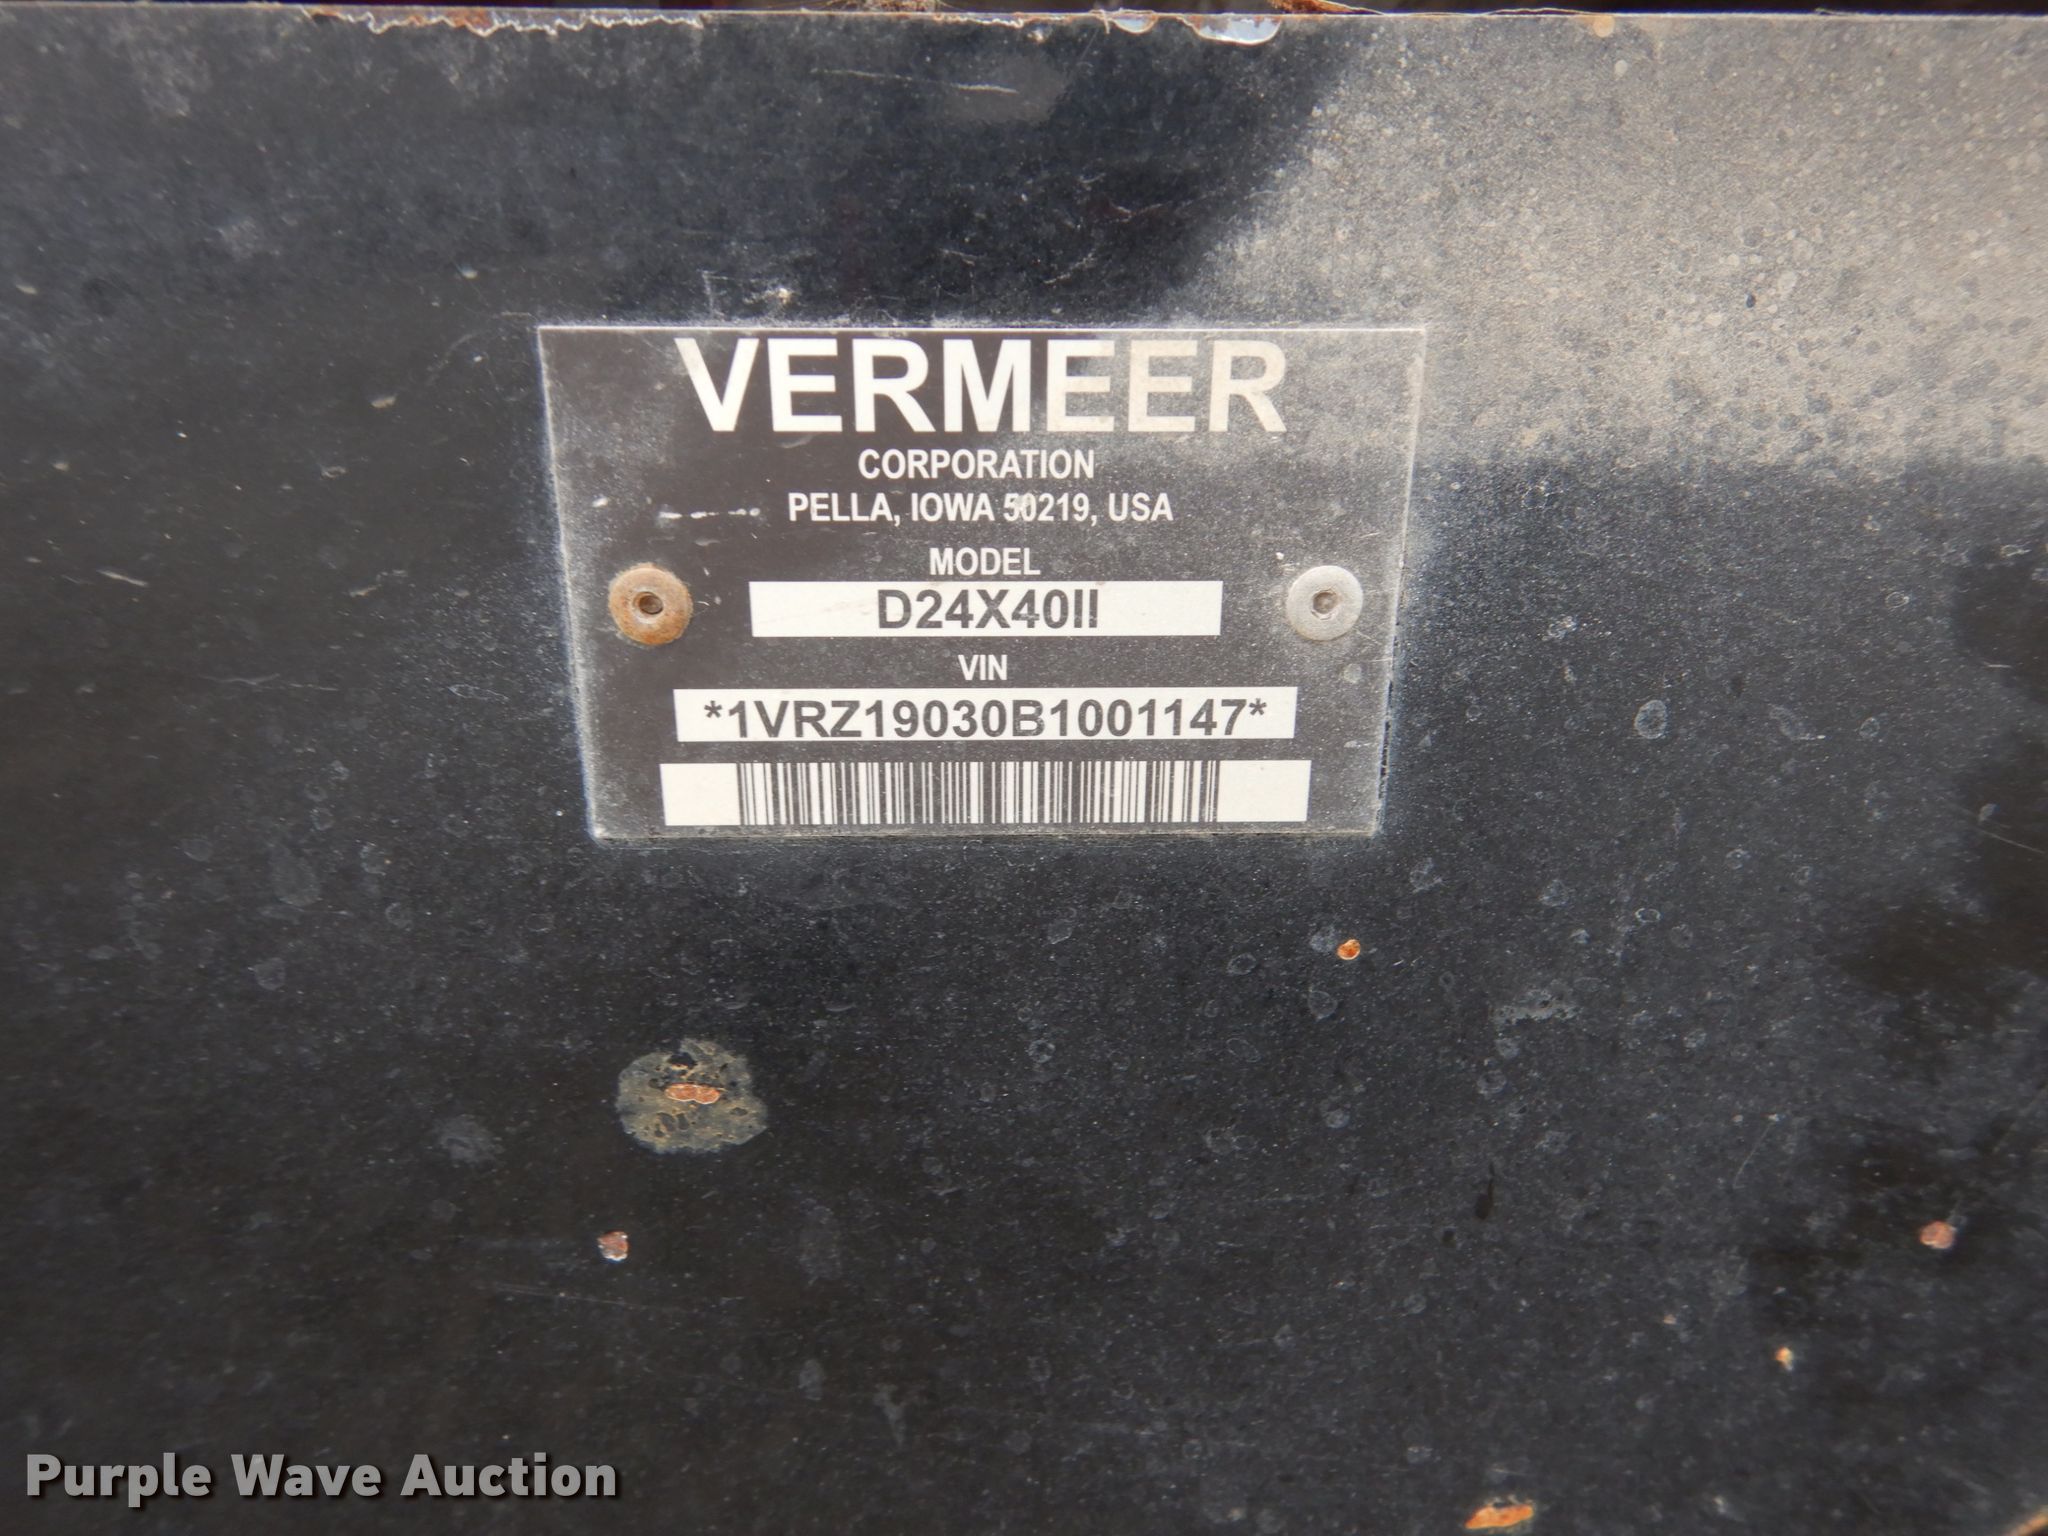 VERMEER
CORPORATION
PELLA, IOWA 50219, USA
MODEL
D24X40II
VIN
*1VRZ19030B1001147*
Purple Wave Auction